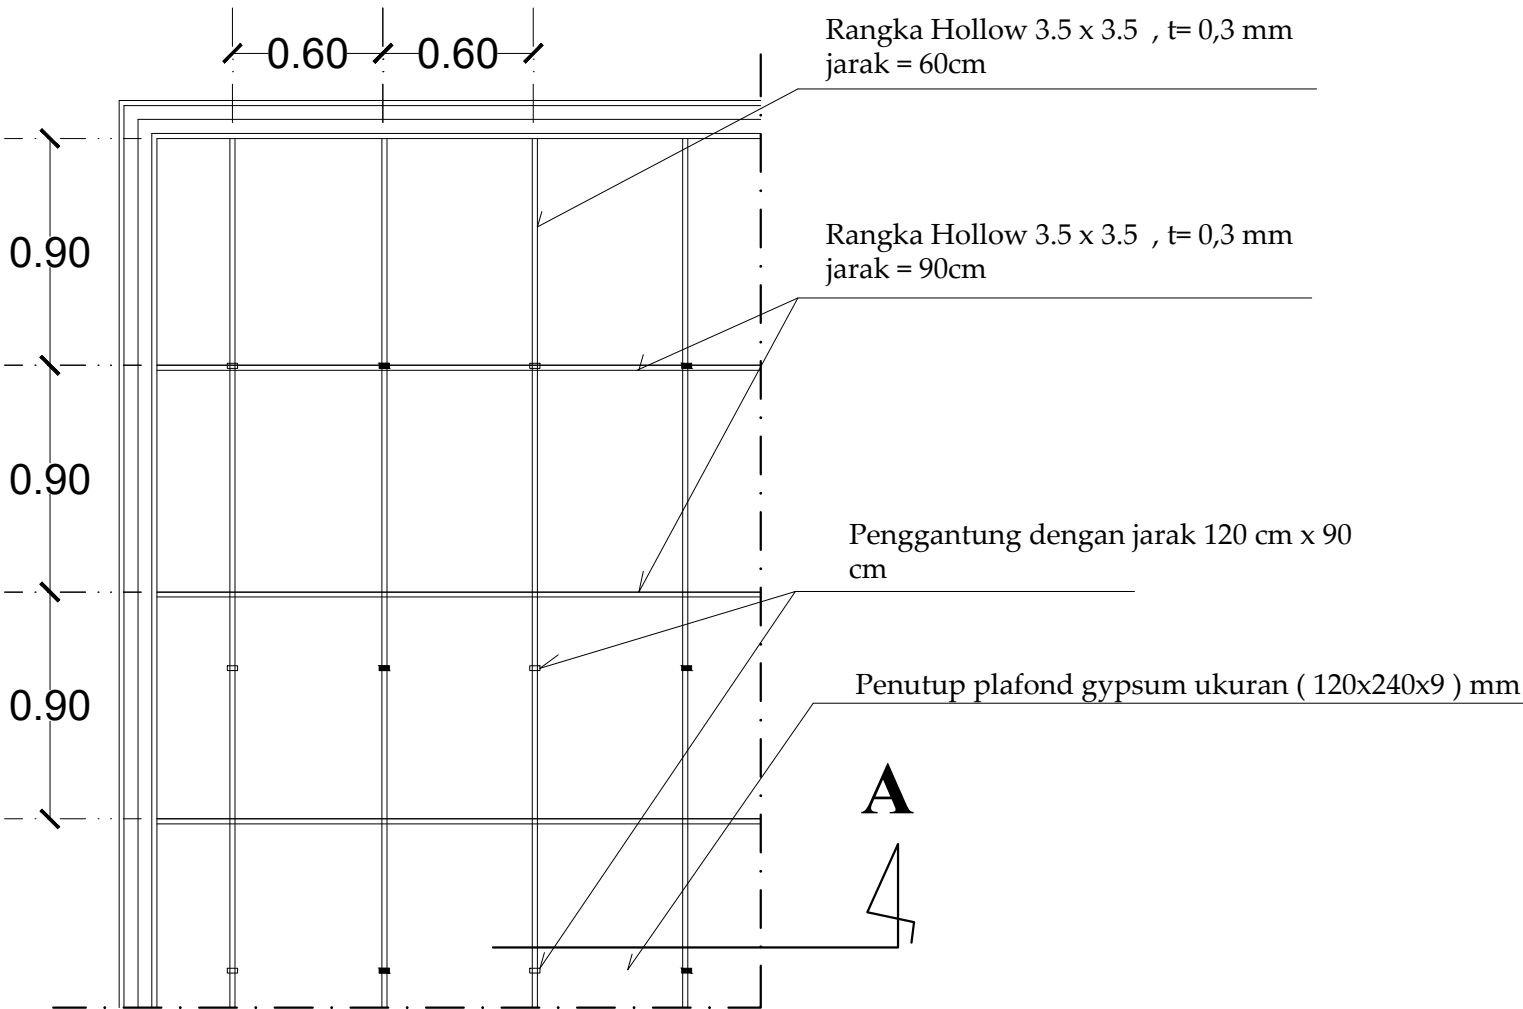 0.60 0.60
Rangka Hollow 3.5 x 3.5 , t= 0,3 mm
jarak = 60cm
0.90
Rangka Hollow 3.5 x 3.5 , t= 0,3 mm
jarak = 90cm
0.90
Penggantung dengan jarak 120 cm x 90
cm
0.90
Penutup plafond gypsum ukuran ( 120x240x9 ) mm
A